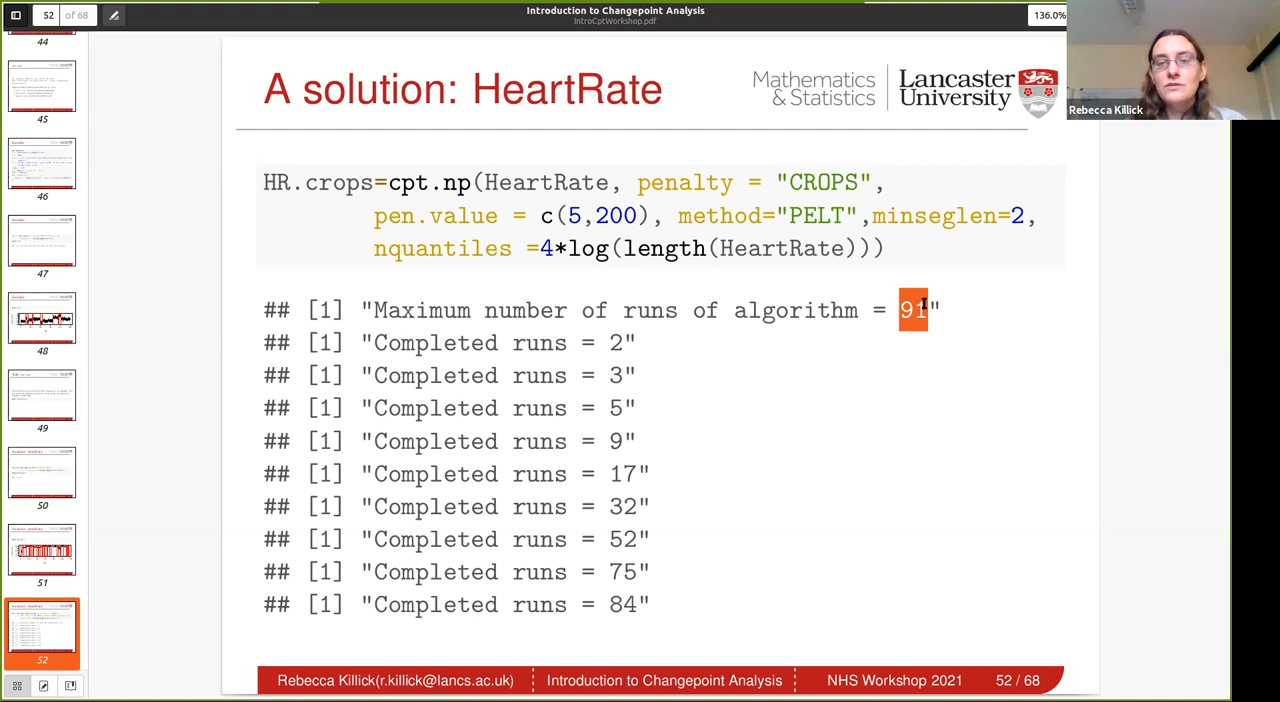 52 of 68
Introduction to Changepoint Analysis
IntroCptWorkshop.pdf
136.0%
Rebecca Killick
44
45
46
47
48
49
50
51
52
A solution: HeartRate
Mathematics
& Statistics
Lancaster
University
HR.crops=cpt.np(HeartRate, penalty = "CROPS",
pen.value = c(5,200), method="PELT",minseglen=2,
nquantiles =4*log(length(HeartRate)))
## [1] "Maximum number of runs of algorithm = 91"
## [1] "Completed runs = 2"
## [1] "Completed runs = 3"
## [1] "Completed runs = 5"
## [1] "Completed runs = 9"
## [1] "Completed runs = 17"
## [1] "Completed runs = 32"
## [1] "Completed runs = 52"
## [1] "Completed runs = 75"
## [1] "Completed runs = 84"
Rebecca Killick(r.killick@lancs.ac.uk)
Introduction to Changepoint Analysis
NHS Workshop 2021
52 / 68